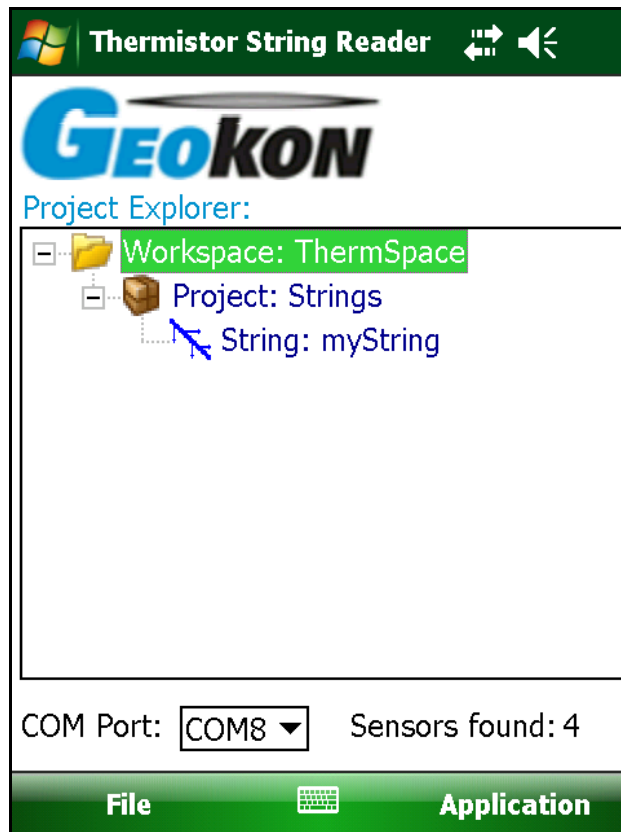 Thermistor String Reader
GEOKON
Project Explorer:
Workspace: ThermSpace
Project: Strings
String: myString
COM Port: COM8 Sensors found: 4
File Application